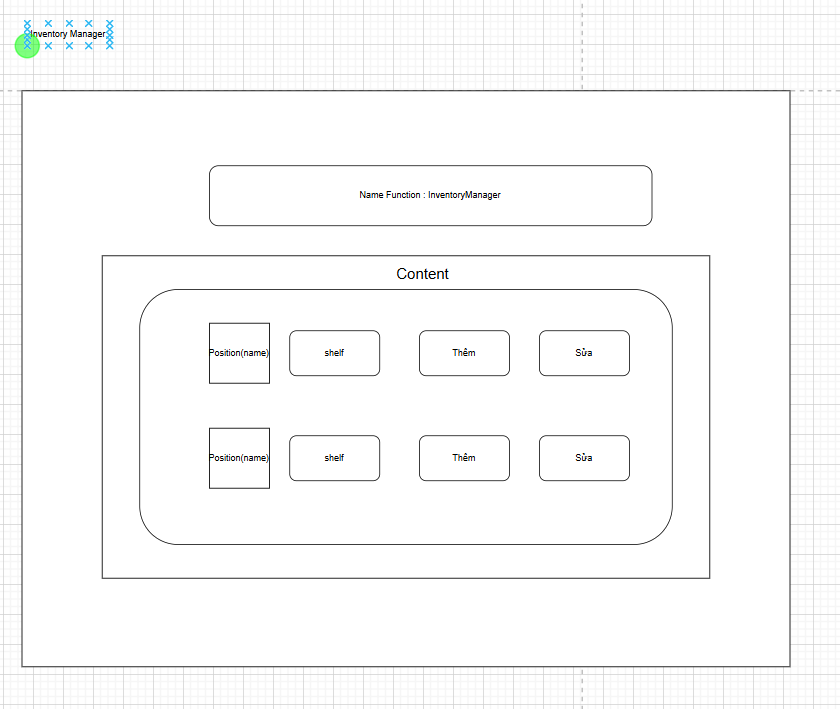 Inventory Manager
Name Function : InventoryManager
Content
Position(name) shelf Thêm Sửa
Position(name) shelf Thêm Sửa